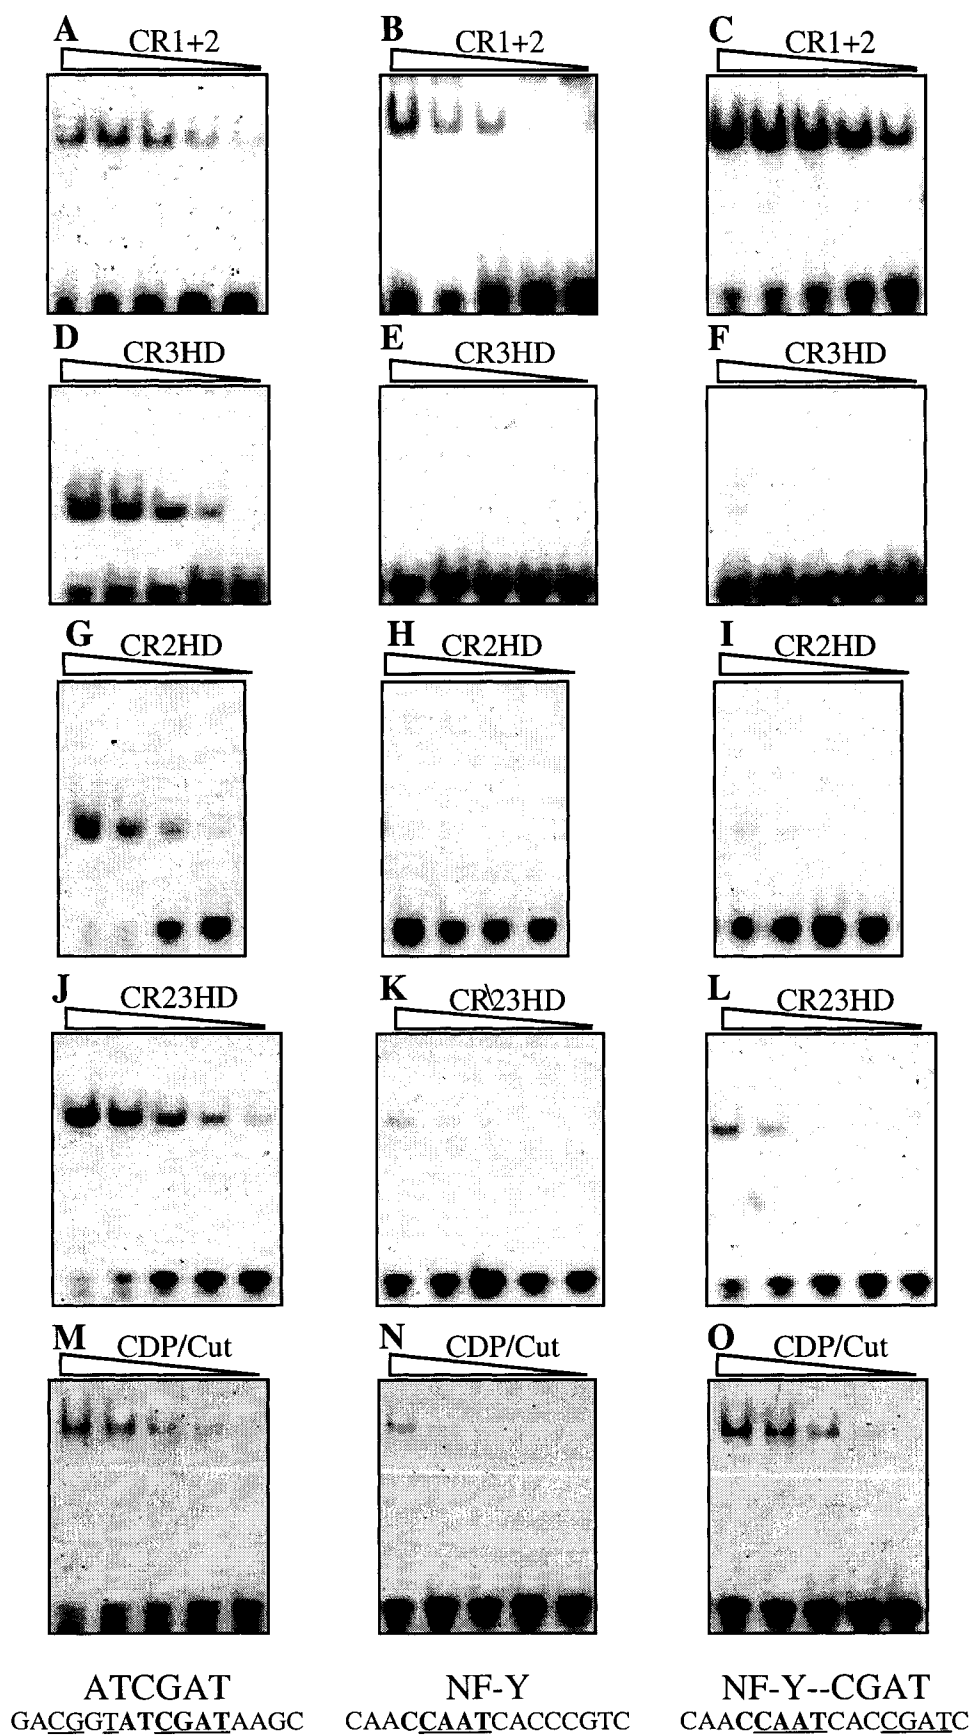 A B C
CR1+2 CR1+2 CR1+2
D E F
CR3HD CR3HD CR3HD
G H I
CR2HD CR2HD CR2HD
J K L
CR23HD CR23HD CR23HD
M N O
CDP/Cut CDP/Cut CDP/Cut
ATCGAT NF-Y NF-Y--CGAT
GACGGTATCGATAAGC CAACCAATCACCCGTC CAACCAATCACCGATC